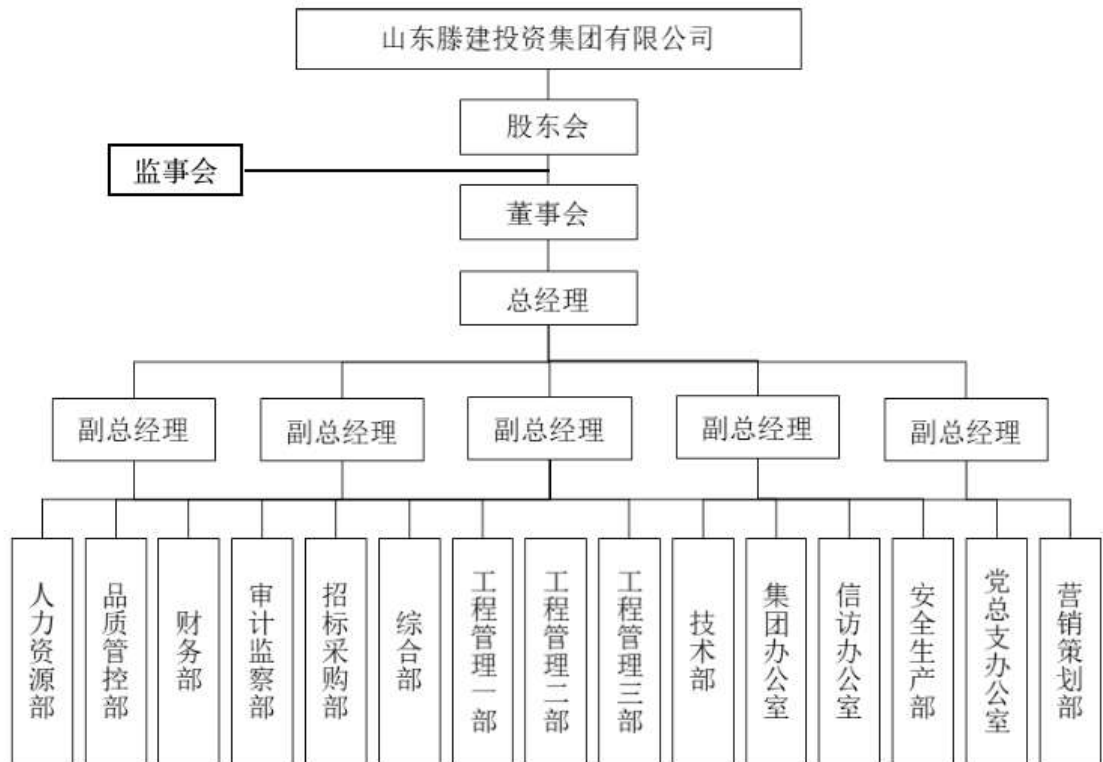 山东滕建投资集团有限公司
股东会
监事会
董事会
总经理
副总经理
副总经理
副总经理
副总经理
副总经理
人力资源部
品质管控部
财务部
审计监察部
招标采购部
综合部
工程管理一部
工程管理二部
工程管理三部
技术部
集团办公室
信访办公室
安全生产部
党总支办公室
营销策划部